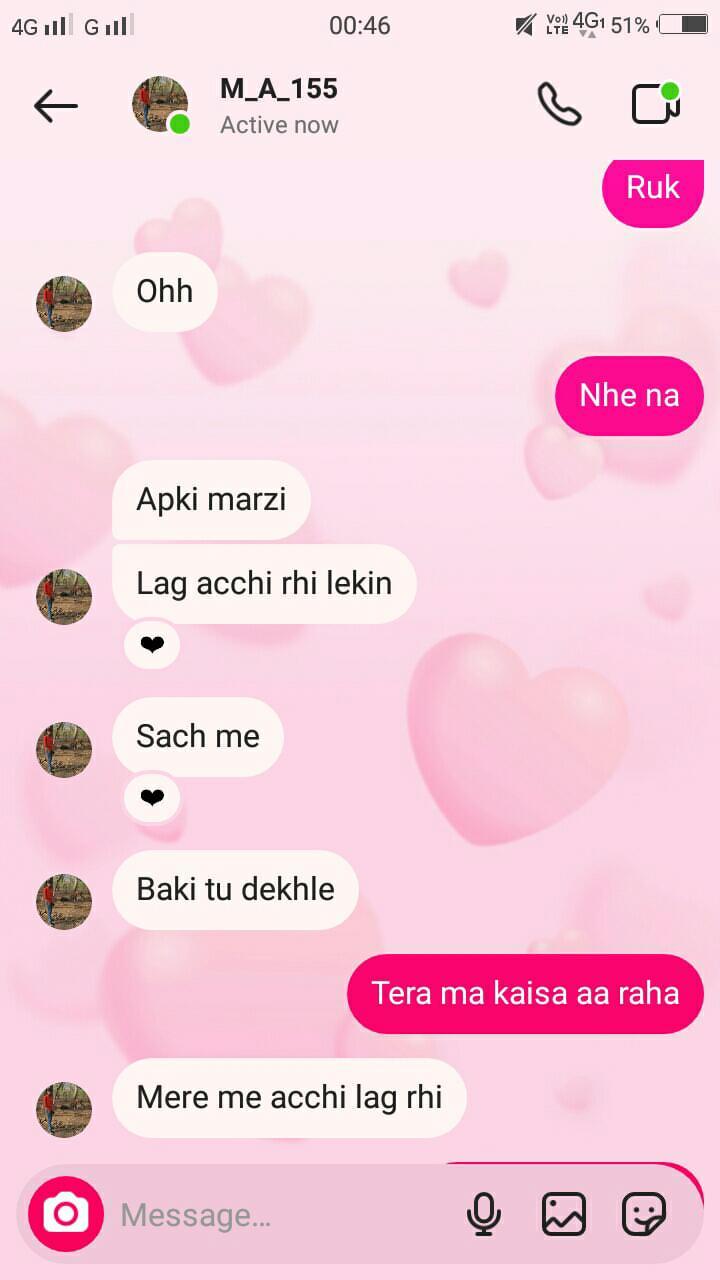 4G G 00:46 Vo) LTE 4G1 51%
M_A_155
Active now
Ruk
Ohh
Nhe na
Apki marzi
Lag acchi rhi lekin
Sach me
Baki tu dekhle
Tera ma kaisa aa raha
Mere me acchi lag rhi
Message...